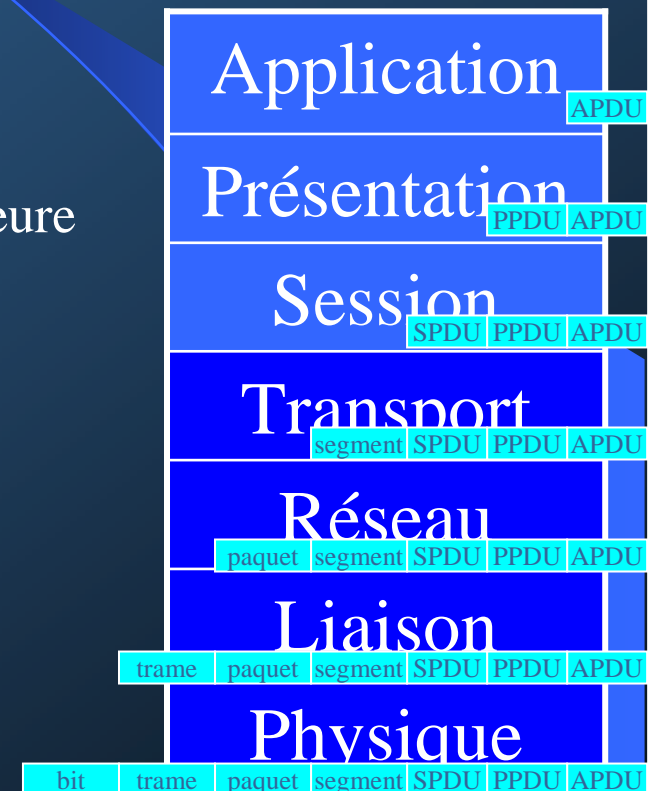 Application
APDU
eure
Présentation
PPDU APDU
Session
SPDU PPDU APDU
Transport
segment SPDU PPDU APDU
Réseau
paquet segment SPDU PPDU APDU
Liaison
trame paquet segment SPDU PPDU APDU
Physique
bit trame paquet segment SPDU PPDU APDU